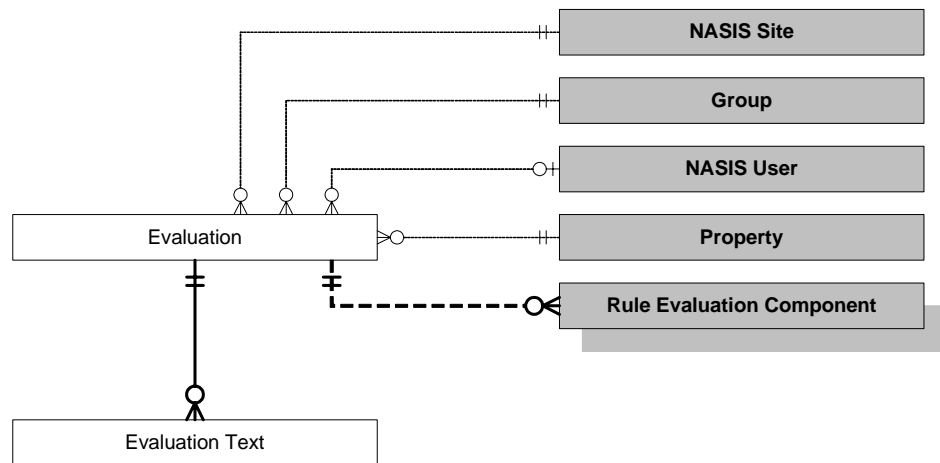 NASIS Site
Group
NASIS User
Evaluation
Property
Rule Evaluation Component
Evaluation Text